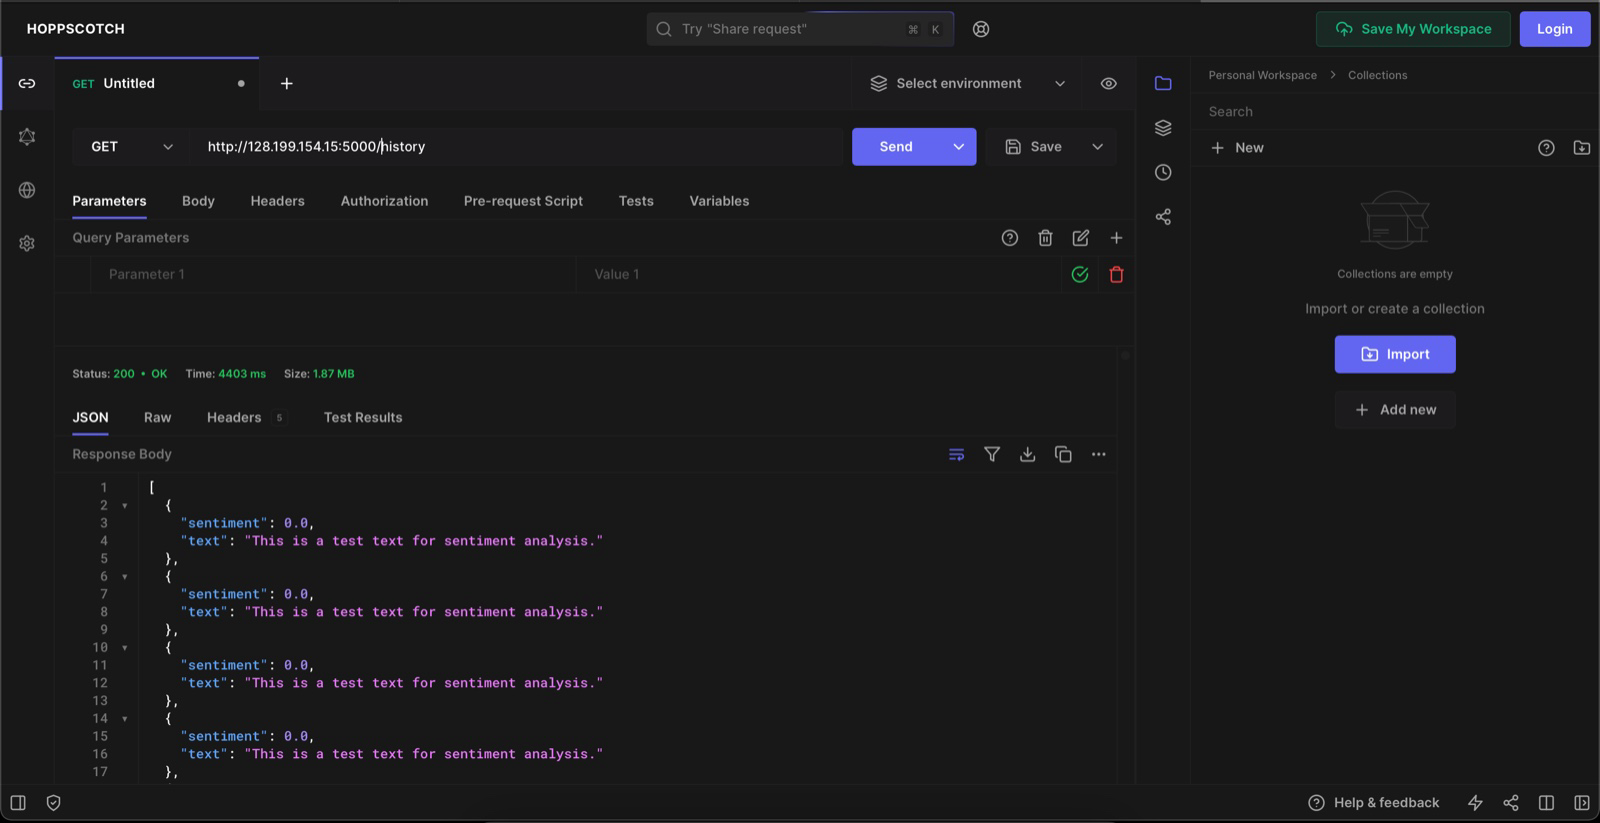 HOPPSCOTCH
Try "Share request"
⌘ K
Save My Workspace
Login
GET Untitled
Select environment
Personal Workspace > Collections
Search
GET
http://128.199.154.15:5000/history
Send
Save
New
Parameters Body Headers Authorization Pre-request Script Tests Variables
Query Parameters
Parameter 1 Value 1
Collections are empty
Import or create a collection
Import
Add new
Status: 200 • OK Time: 4403 ms Size: 1.87 MB
JSON Raw Headers 5 Test Results
Response Body
1 [
2 {
3 "sentiment": 0.0,
4 "text": "This is a test text for sentiment analysis."
5 },
6 {
7 "sentiment": 0.0,
8 "text": "This is a test text for sentiment analysis."
9 },
10 {
11 "sentiment": 0.0,
12 "text": "This is a test text for sentiment analysis."
13 },
14 {
15 "sentiment": 0.0,
16 "text": "This is a test text for sentiment analysis."
17 },
Help & feedback